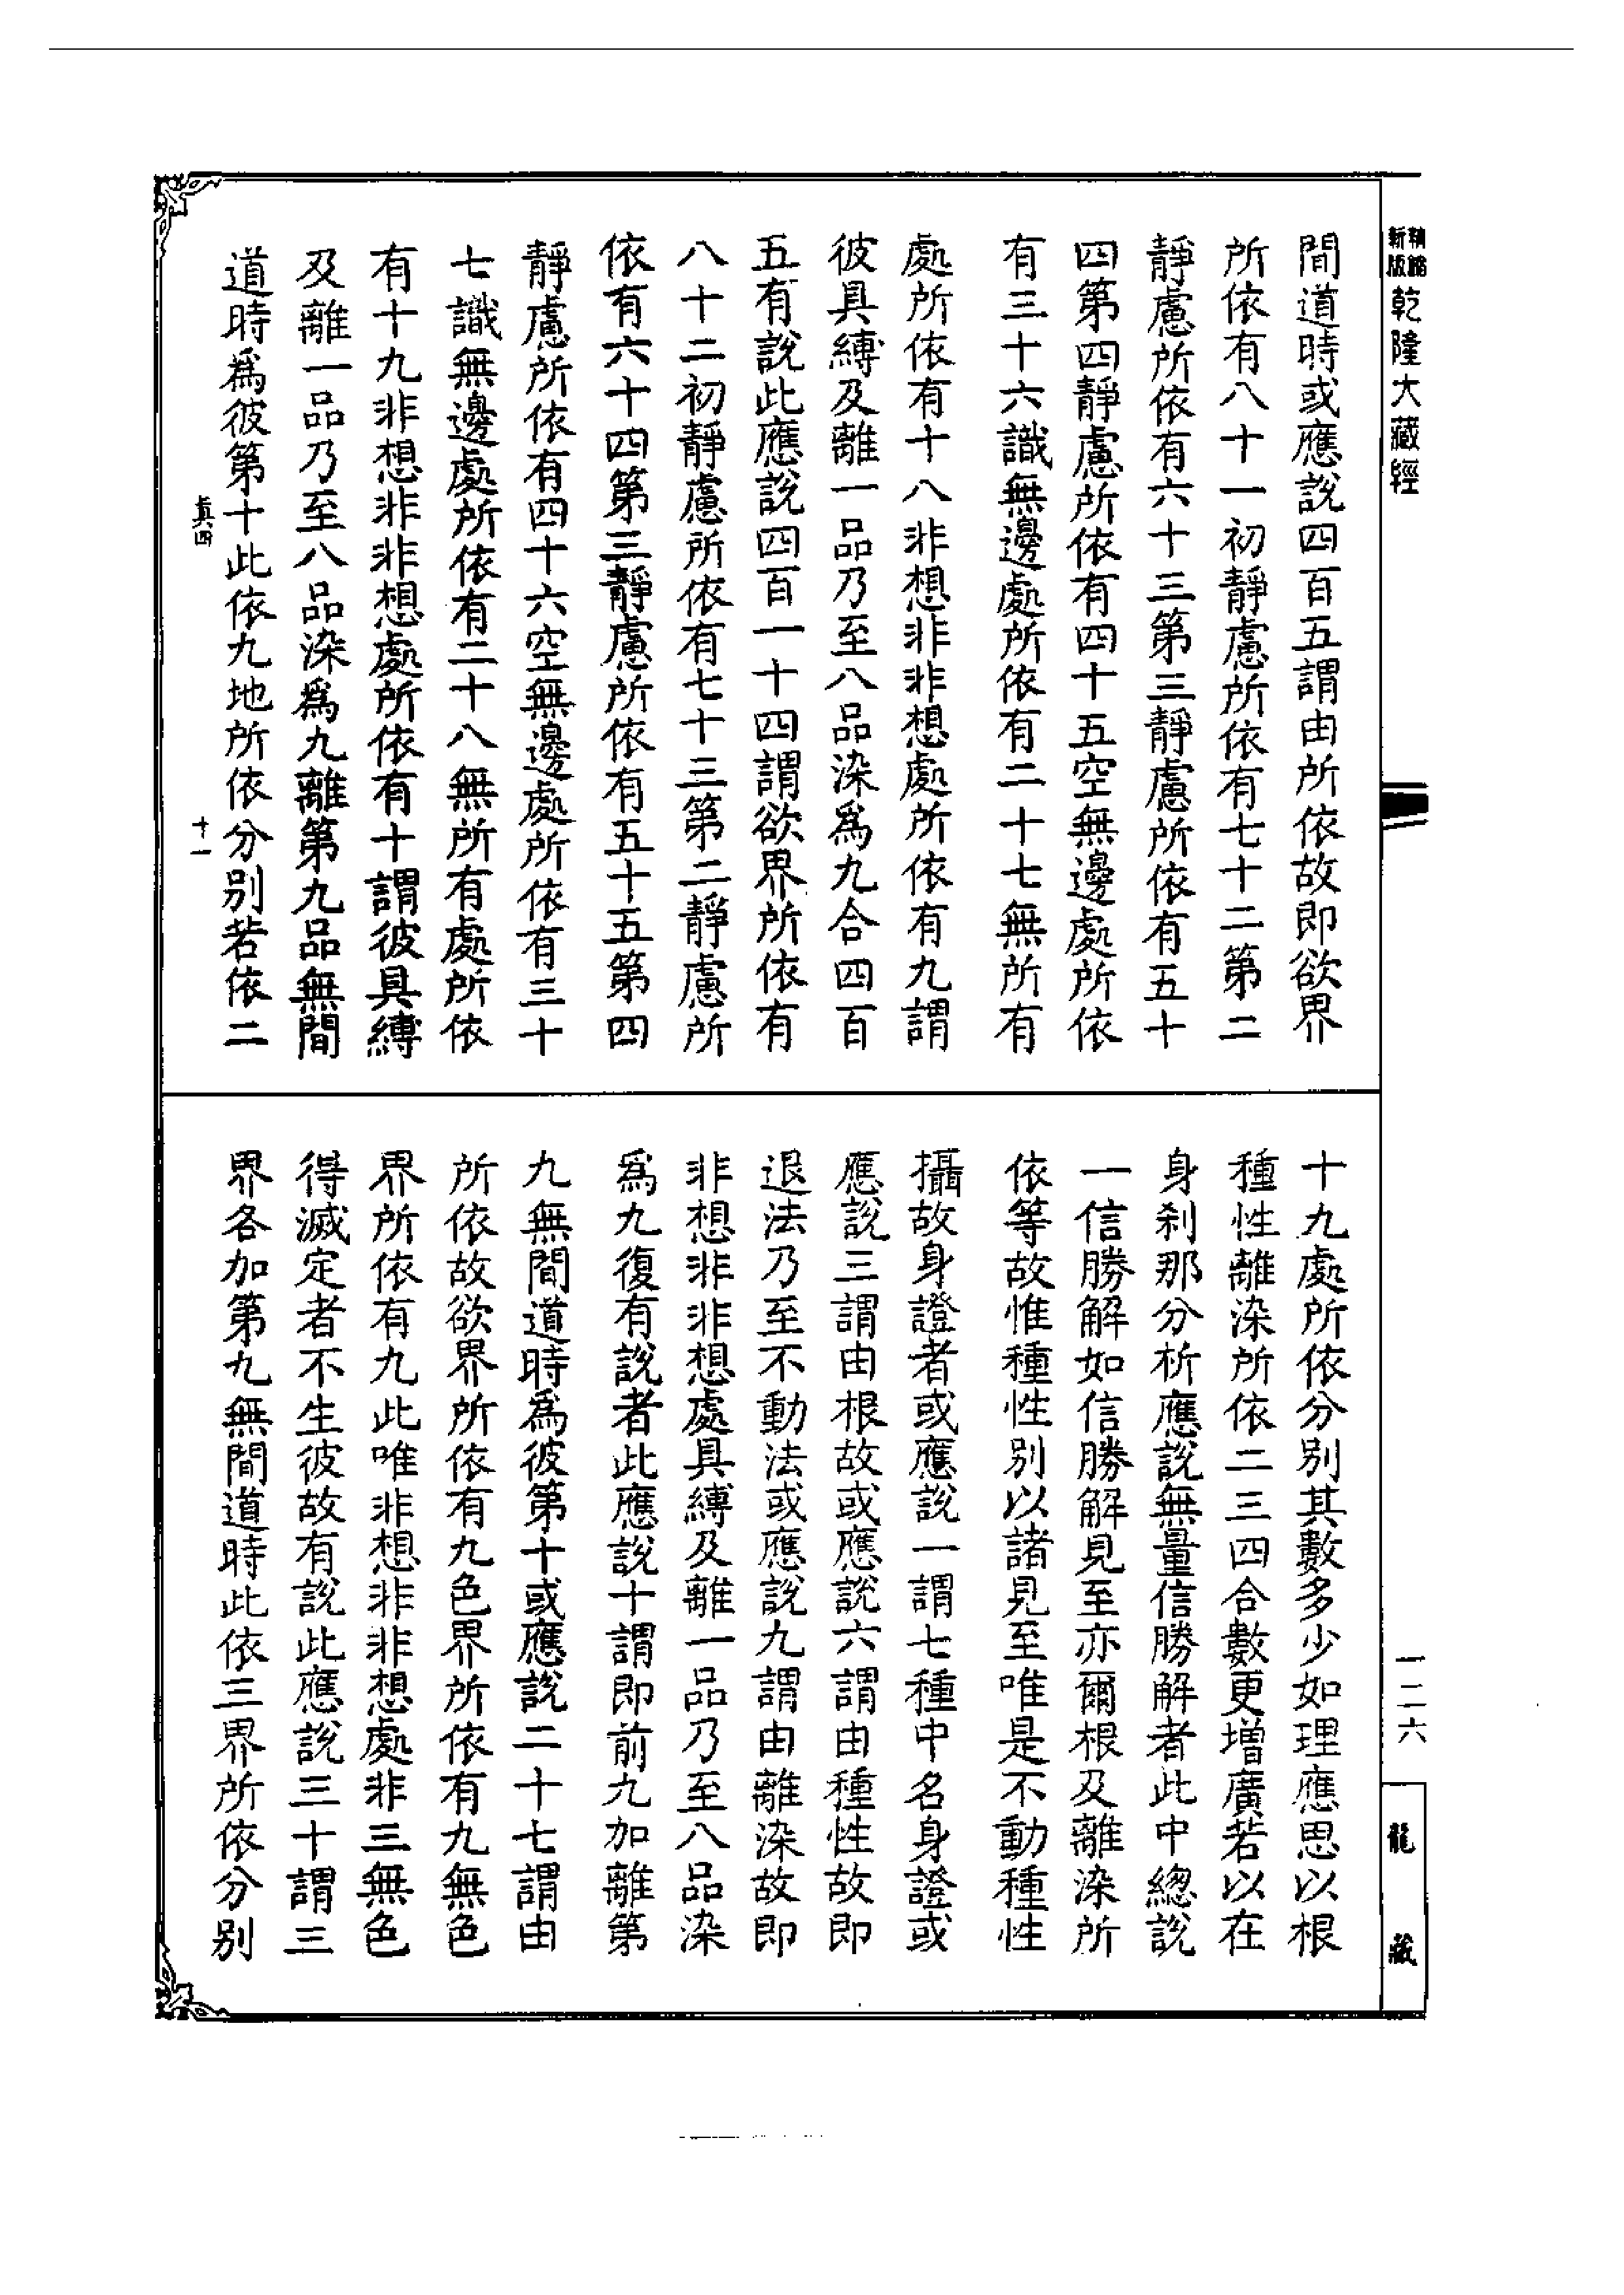 新版精縮乾隆大藏經
間道時或應說四百五謂由所依故即欲界
所依有八十一初靜慮所依有七十二第二
靜慮所依有六十三第三靜慮所依有五十
四第四靜慮所依有四十五空無邊處所依
有三十六識無邊處所依有二十七無所有
處所依有十八非想非非想處所依有九謂
彼具縛及離一品乃至八品染為九合四百
五有說此應說四百一十四謂欲界所依有
八十二初靜慮所依有七十三第二靜慮所
依有六十四第三靜慮所依有五十五第四
靜慮所依有四十六空無邊處所依有三十
七識無邊處所依有二十八無所有處所依
有十九非想非非想處所依有十謂彼具縛
及離一品乃至八品染為九離第九品無間
道時為彼第十此依九地所依分別若依二
真四
十一
十九處所依分別其數多少如理應思以根
種性離染所依二三四合數更增廣若以在
身剎那分析應說無量信勝解者此中總說
一信勝解如信勝解見至亦爾根及離染所
依等故惟種性別以諸見至唯是不動種性
攝故身證者或應說一謂七種中名身證或
應說三謂由根故或應說六謂由種性故即
退法乃至不動法或應說九謂由離染故即
非想非非想處具縛及離一品乃至八品染
為九復有說者此應說十謂即前九加離第
九無間道時為彼第十或應說二十七謂由
所依故欲界所依有九色界所依有九無色
界所依有九此唯非想非非想處非三無色
得滅定者不生彼故有說此應說三十謂三
界各加第九無間道時此依三界所依分別
一二六
龍藏